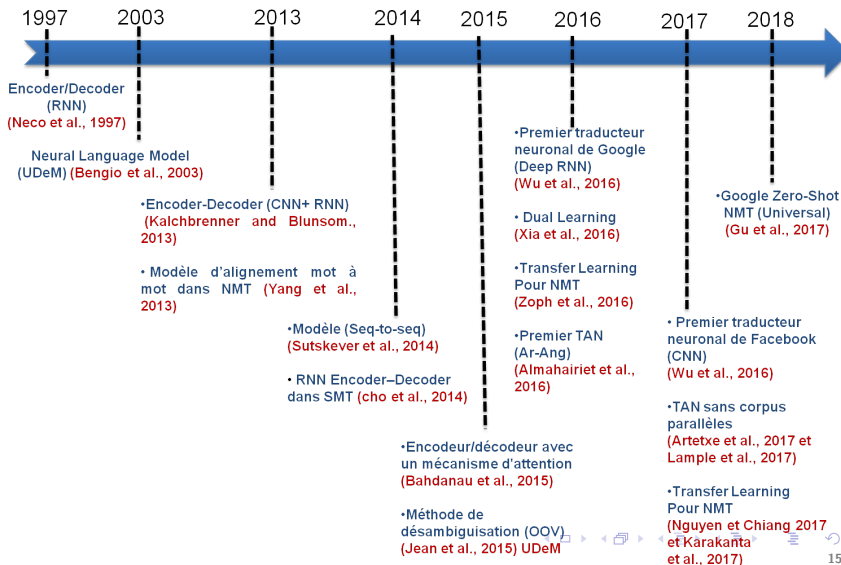 1997 2003 2013 2014 2015 2016 2017 2018
Encoder/Decoder
(RNN)
(Neco et al., 1997)
Neural Language Model
(UDeM) (Bengio et al., 2003)
•Encoder-Decoder (CNN+ RNN)
(Kalchbrenner and Blunsom.,
2013)
• Modèle d'alignement mot à
mot dans NMT (Yang et al.,
2013)
•Modèle (Seq-to-seq)
(Sutskever et al., 2014)
• RNN Encoder–Decoder
dans SMT (cho et al., 2014)
•Encodeur/décodeur avec
un mécanisme d'attention
(Bahdanau et al., 2015)
•Méthode de
désambiguisation (OOV)
(Jean et al., 2015) UDeM
•Premier traducteur
neuronal de Google
(Deep RNN)
(Wu et al., 2016)
• Dual Learning
(Xia et al., 2016)
•Transfer Learning
Pour NMT
(Zoph et al., 2016)
•Premier TAN
(Ar-Ang)
(Almahairiet et al.,
2016)
• Premier traducteur
neuronal de Facebook
(CNN)
(Wu et al., 2016)
•TAN sans corpus
parallèles
(Artetxe et al., 2017 et
Lample et al., 2017)
•Transfer Learning
Pour NMT
(Nguyen et Chiang 2017
et Karakanta
et al., 2017)
•Google Zero-Shot
NMT (Universal)
(Gu et al., 2017)
15